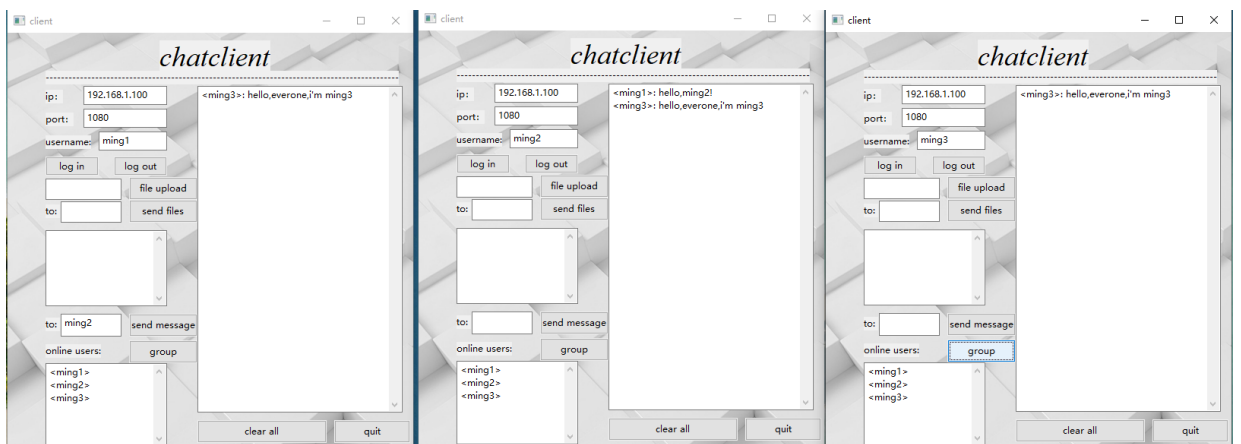 client
chatclient
ip: 192.168.1.100
port: 1080
username: ming1
log in log out
file upload
to: send files
to: ming2 send message
online users: group
<ming1>
<ming2>
<ming3>
<ming3>: hello,everone,i'm ming3
clear all quit
client
chatclient
ip: 192.168.1.100
port: 1080
username: ming2
log in log out
file upload
to: send files
to: send message
online users: group
<ming1>
<ming2>
<ming3>
<ming1>: hello,ming2!
<ming3>: hello,everone,i'm ming3
clear all quit
client
chatclient
ip: 192.168.1.100
port: 1080
username: ming3
log in log out
file upload
to: send files
to: send message
online users: group
<ming1>
<ming2>
<ming3>
<ming3>: hello,everone,i'm ming3
clear all quit